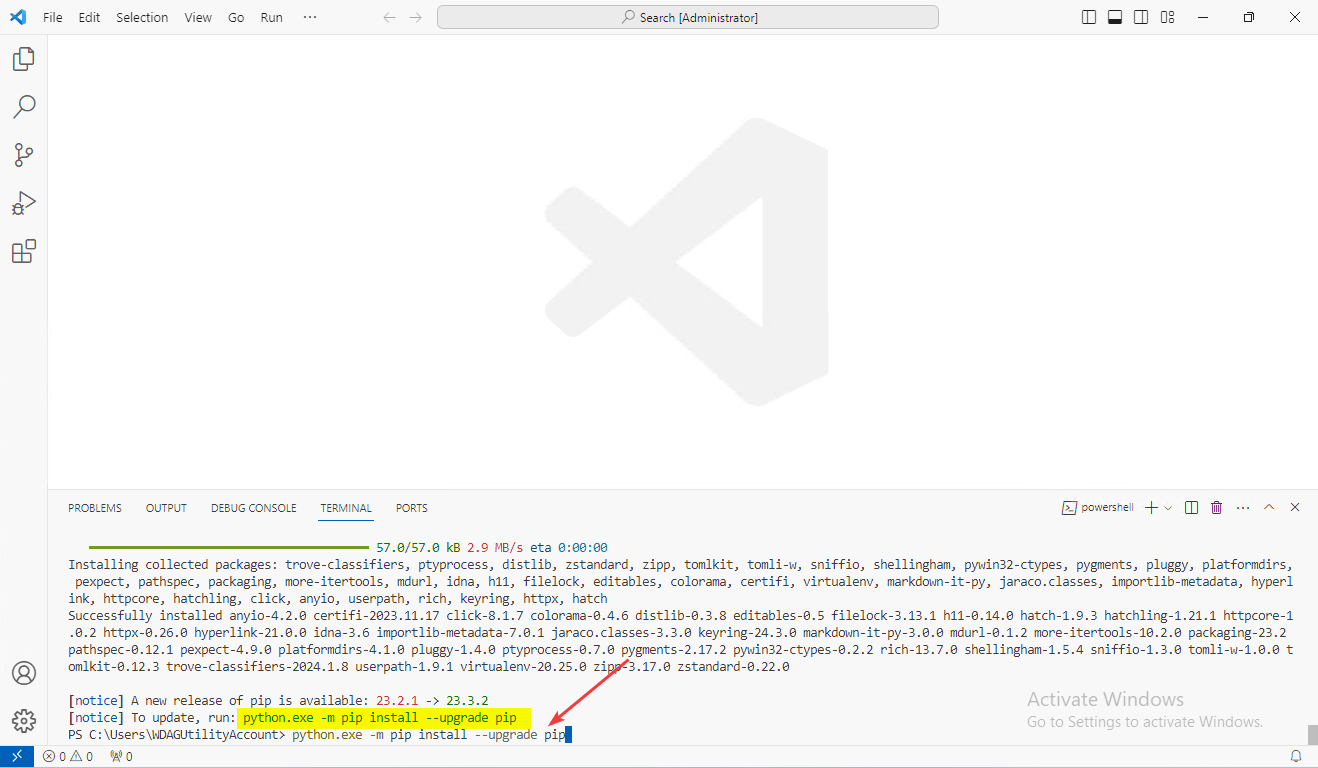 File Edit Selection View Go Run ···
Search [Administrator]
PROBLEMS OUTPUT DEBUG CONSOLE TERMINAL PORTS
powershell
57.0/57.0 kB 2.9 MB/s eta 0:00:00
Installing collected packages: trove-classifiers, ptyprocess, distlib, zstandard, zipp, tomlkit, tomli-w, sniffio, shellingham, pywin32-ctypes, pygments, pluggy, platformdirs,
pexpect, pathspec, packaging, more-itertools, mdurl, idna, h11, filelock, editables, colorama, certifi, virtualenv, markdown-it-py, jaraco.classes, importlib-metadata, hyperl
ink, httpcore, hatchling, click, anyio, userpath, rich, keyring, httpx, hatch
Successfully installed anyio-4.2.0 certifi-2023.11.17 click-8.1.7 colorama-0.4.6 distlib-0.3.8 editables-0.5 filelock-3.13.1 h11-0.14.0 hatch-1.9.3 hatchling-1.21.1 httpcore-1
.0.2 httpx-0.26.0 hyperlink-21.0.0 idna-3.6 importlib-metadata-7.0.1 jaraco.classes-3.3.0 keyring-24.3.0 markdown-it-py-3.0.0 mdurl-0.1.2 more-itertools-10.2.0 packaging-23.2
pathspec-0.12.1 pexpect-4.9.0 platformdirs-4.1.0 pluggy-1.4.0 ptyprocess-0.7.0 pygments-2.17.2 pywin32-ctypes-0.2.2 rich-13.7.0 shellingham-1.5.4 sniffio-1.3.0 tomli-w-1.0.0 t
omlkit-0.12.3 trove-classifiers-2024.1.8 userpath-1.9.1 virtualenv-20.25.0 zipp-3.17.0 zstandard-0.22.0
[notice] A new release of pip is available: 23.2.1 -> 23.3.2
[notice] To update, run: python.exe -m pip install --upgrade pip
PS C:\Users\WDAGUtilityAccount> python.exe -m pip install --upgrade pip
Activate Windows
Go to Settings to activate Windows.
0 0 0